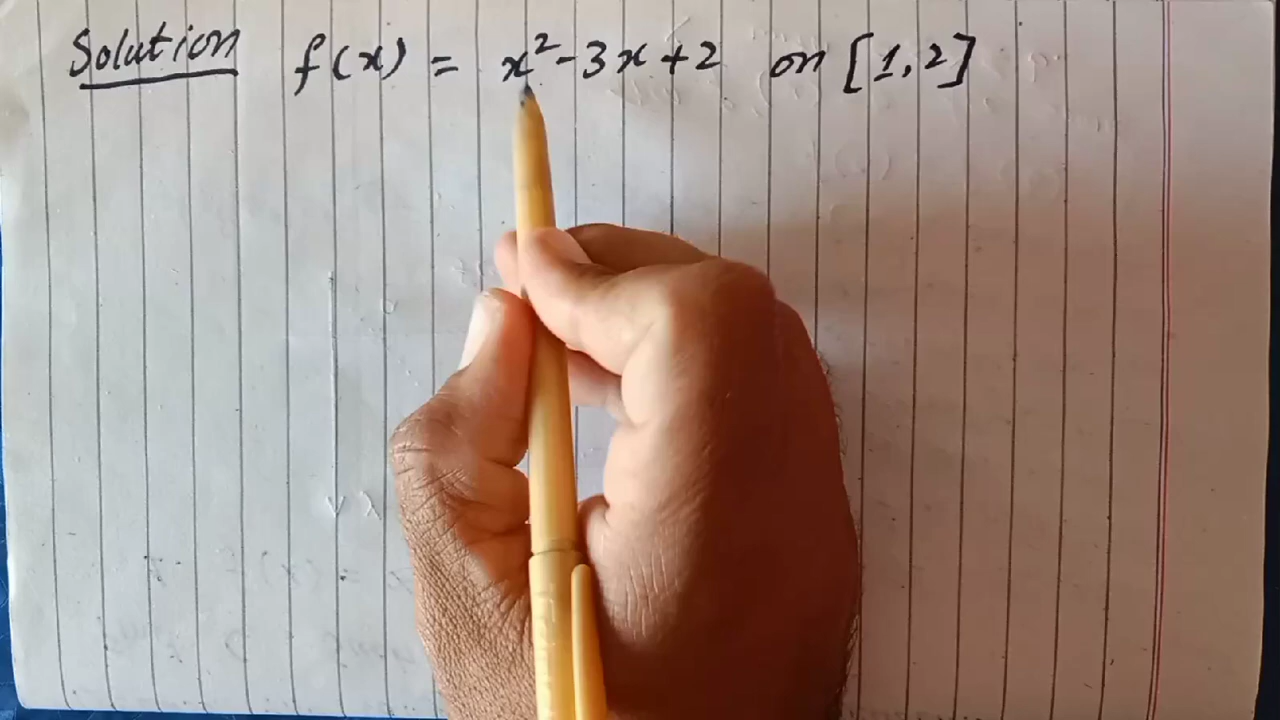 Solution f(x) = x² - 3x + 2 on [1, 2]